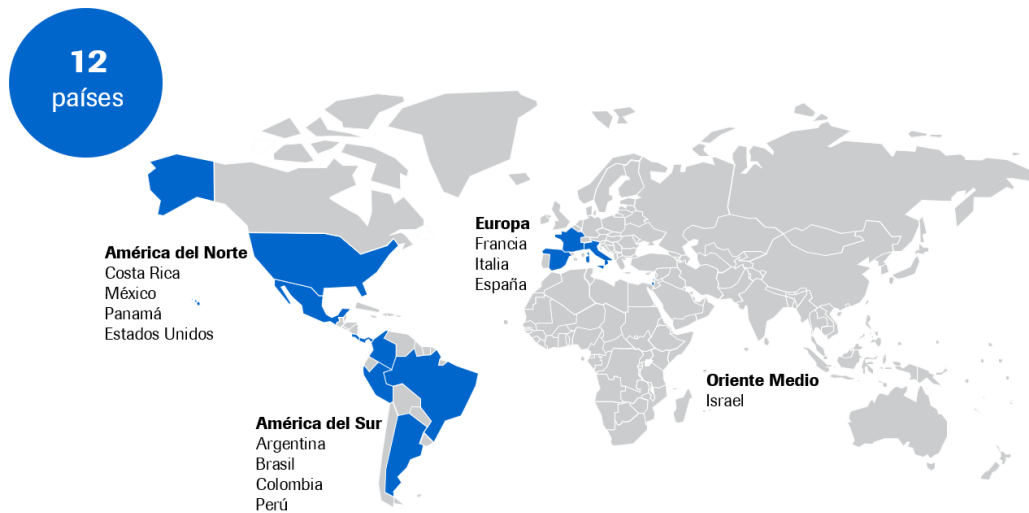 12
países
América del Norte
Costa Rica
México
Panamá
Estados Unidos
América del Sur
Argentina
Brasil
Colombia
Perú
Europa
Francia
Italia
España
Oriente Medio
Israel